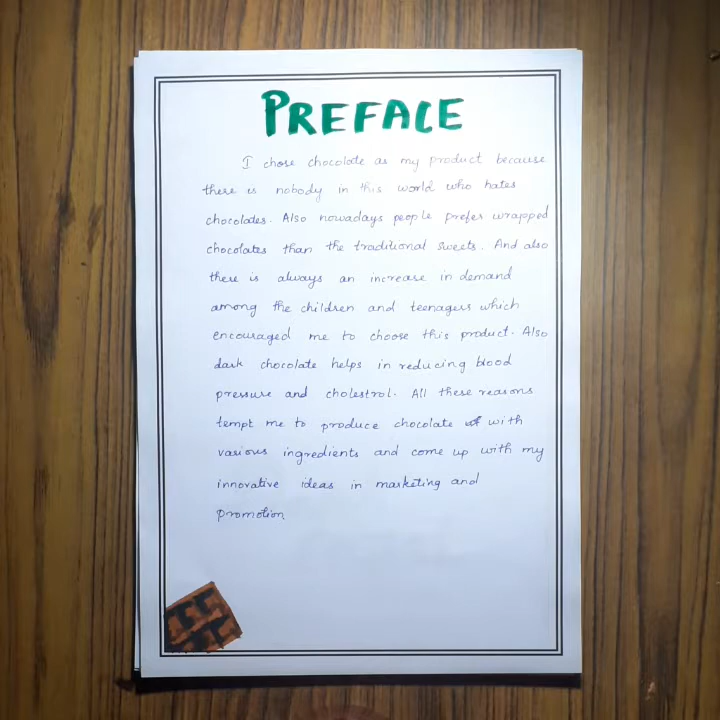 PREFACE
I chose chocolate as my product because
there is nobody in this world who hates
chocolates. Also nowadays people prefer wrapped
chocolates than the traditional sweets. And also
there is always an increase in demand
among the children and teenagers which
encouraged me to choose this product. Also
dark chocolate helps in reducing blood
pressure and cholestrol. All these reasons
tempt me to produce chocolate with
various ingredients and come up with my
innovative ideas in marketing and
promotion